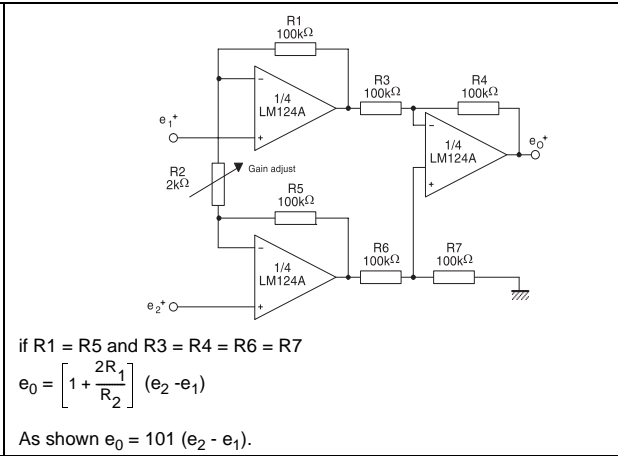 R1
100kΩ
R3
100kΩ
R4
100kΩ
1/4
LM124A
e1+
1/4
LM124A
eO+
R2
2kΩ
Gain adjust
R5
100kΩ
R6
100kΩ
R7
100kΩ
1/4
LM124A
e2+
if R1 = R5 and R3 = R4 = R6 = R7
e0 = [1 + 2R1/R2] (e2 -e1)
As shown e0 = 101 (e2 - e1).